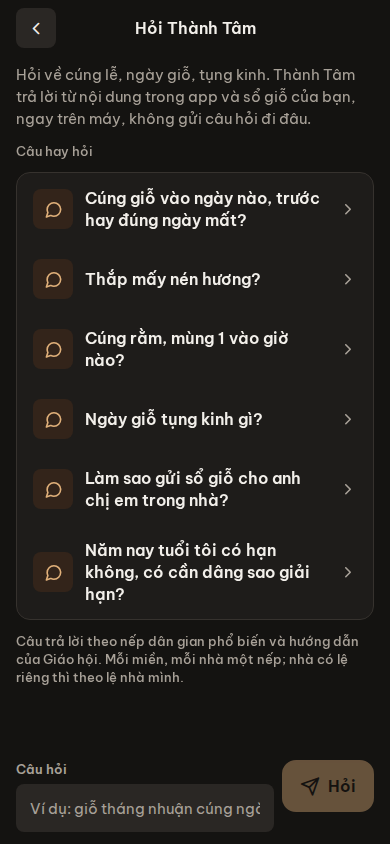 Hỏi Thành Tâm
Hỏi về cúng lễ, ngày giỗ, tụng kinh. Thành Tâm
trả lời từ nội dung trong app và sổ giỗ của bạn,
ngay trên máy, không gửi câu hỏi đi đâu.
Câu hay hỏi
Cúng giỗ vào ngày nào, trước
hay đúng ngày mất?
Thắp mấy nén hương?
Cúng rằm, mùng 1 vào giờ
nào?
Ngày giỗ tụng kinh gì?
Làm sao gửi sổ giỗ cho anh
chị em trong nhà?
Năm nay tuổi tôi có hạn
không, có cần dâng sao giải
hạn?
Câu trả lời theo nếp dân gian phổ biến và hướng dẫn
của Giáo hội. Mỗi miền, mỗi nhà một nếp; nhà có lệ
riêng thì theo lệ nhà mình.
Câu hỏi
Ví dụ: giỗ tháng nhuận cúng
Hỏi